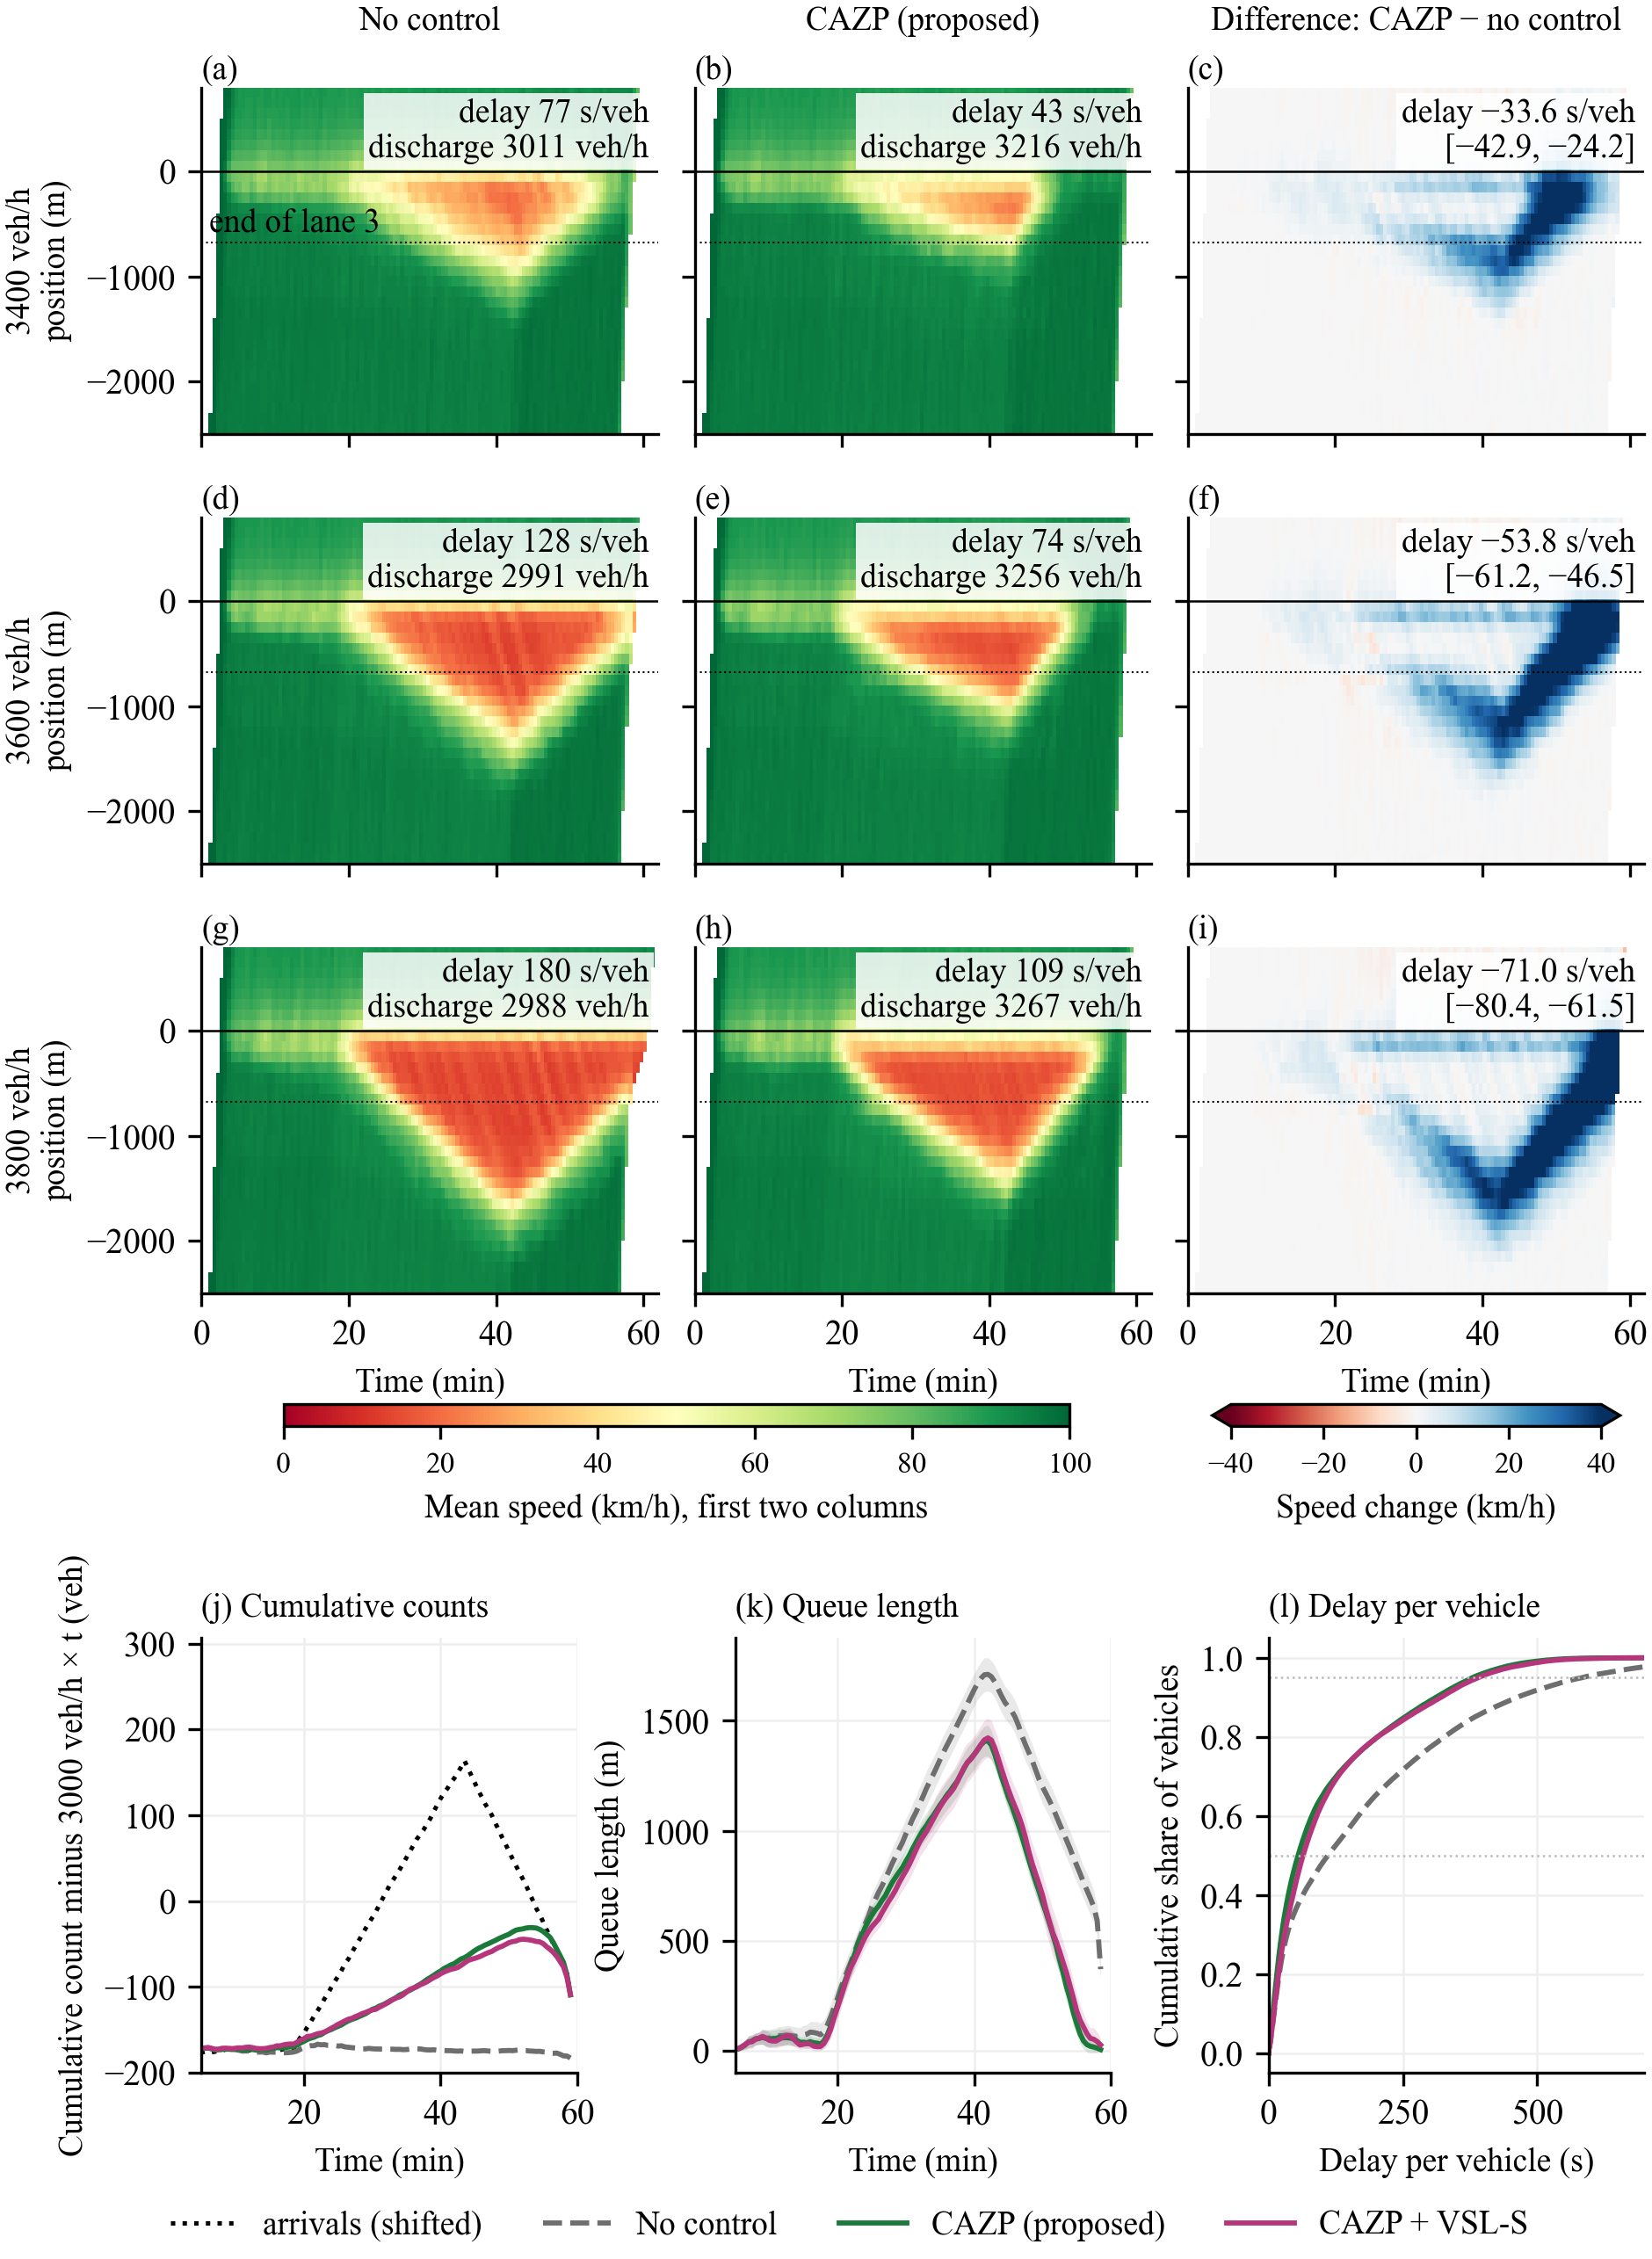 No control
CAZP (proposed)
Difference: CAZP − no control
(a)
(b)
(c)
delay 77 s/veh
discharge 3011 veh/h
delay 43 s/veh
discharge 3216 veh/h
delay −33.6 s/veh
[−42.9, −24.2]
3400 veh/h
position (m)
0
−1000
−2000
end of lane 3
(d)
(e)
(f)
delay 128 s/veh
discharge 2991 veh/h
delay 74 s/veh
discharge 3256 veh/h
delay −53.8 s/veh
[−61.2, −46.5]
3600 veh/h
position (m)
0
−1000
−2000
(g)
(h)
(i)
delay 180 s/veh
discharge 2988 veh/h
delay 109 s/veh
discharge 3267 veh/h
delay −71.0 s/veh
[−80.4, −61.5]
3800 veh/h
position (m)
0
−1000
−2000
0 20 40 60
0 20 40 60
0 20 40 60
Time (min)
Time (min)
Time (min)
0 20 40 60 80 100
Mean speed (km/h), first two columns
−40 −20 0 20 40
Speed change (km/h)
(j) Cumulative counts
Cumulative count minus 3000 veh/h × t (veh)
300
200
100
0
−100
−200
20 40 60
Time (min)
(k) Queue length
Queue length (m)
1500
1000
500
0
20 40 60
Time (min)
(l) Delay per vehicle
Cumulative share of vehicles
1.0
0.8
0.6
0.4
0.2
0.0
0 250 500
Delay per vehicle (s)
arrivals (shifted)
No control
CAZP (proposed)
CAZP + VSL-S